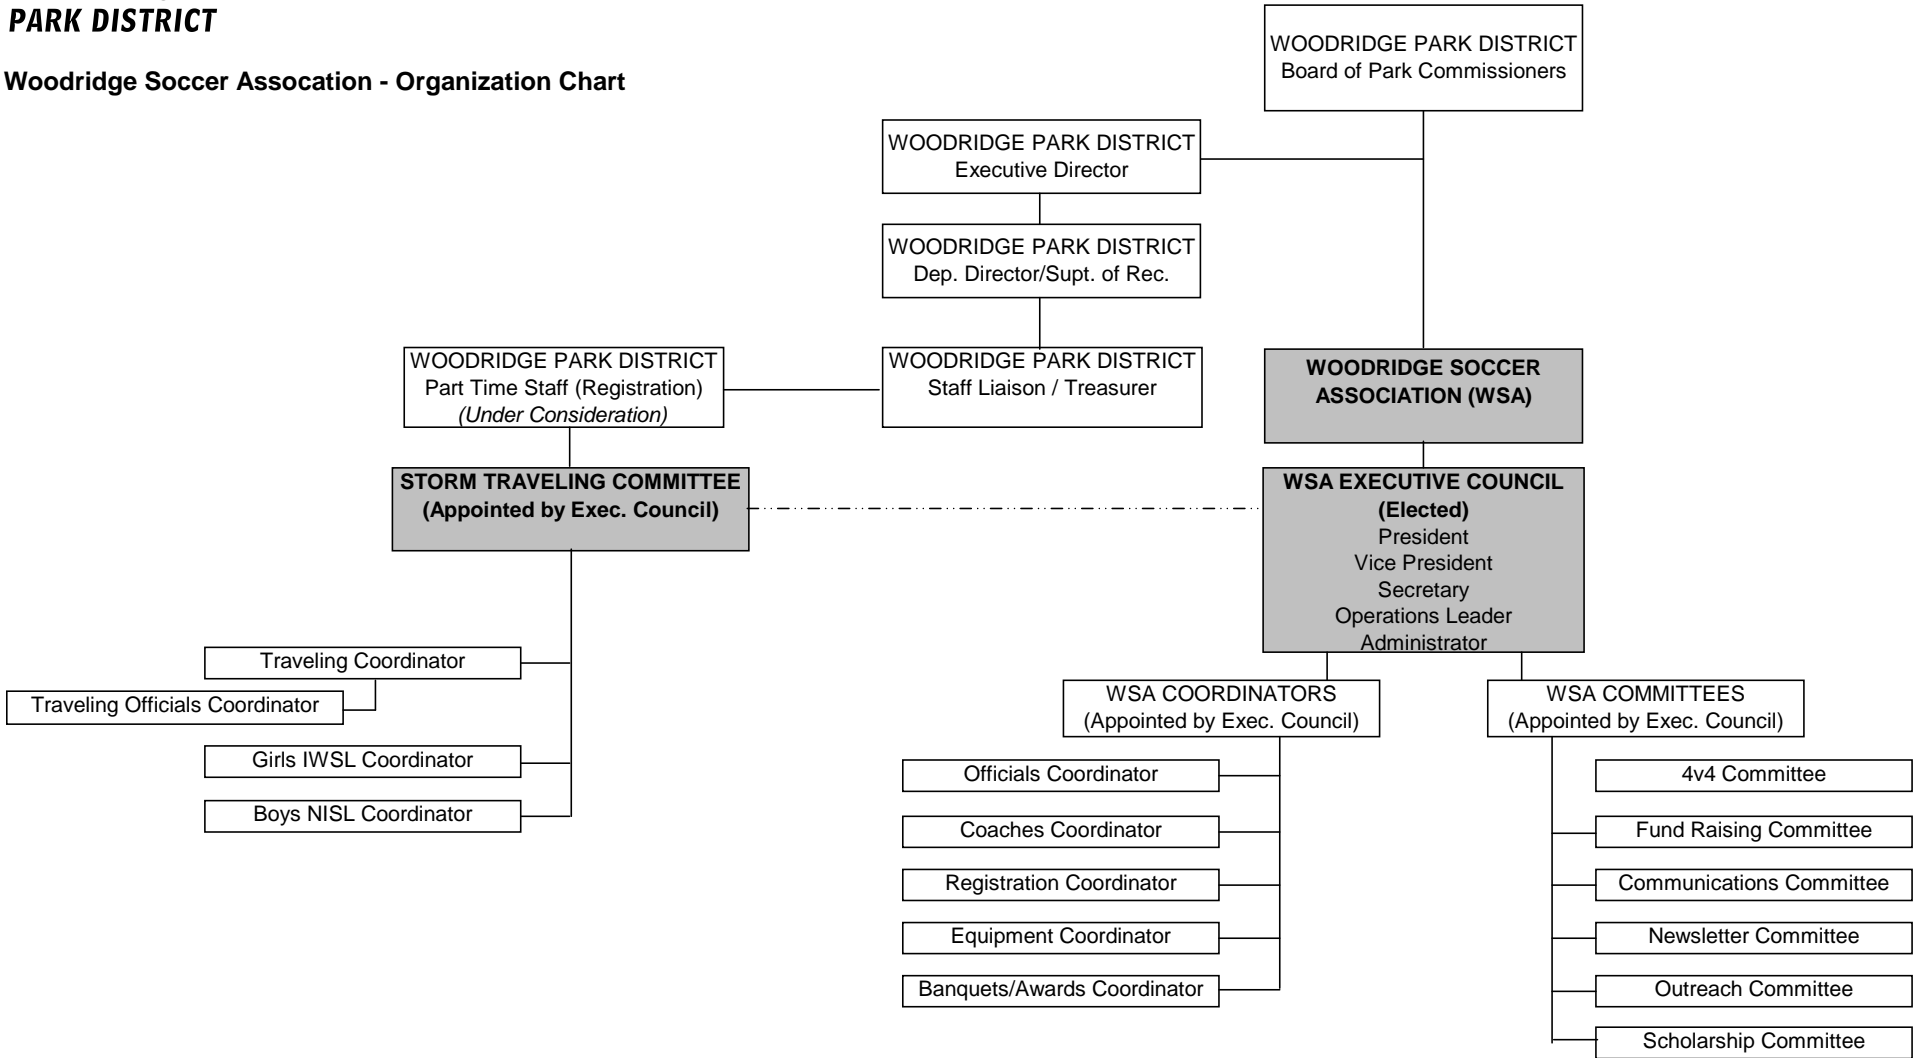 PARK DISTRICT
Woodridge Soccer Assocation - Organization Chart
WOODRIDGE PARK DISTRICT
Board of Park Commissioners
WOODRIDGE PARK DISTRICT
Executive Director
WOODRIDGE PARK DISTRICT
Dep. Director/Supt. of Rec.
WOODRIDGE PARK DISTRICT
Part Time Staff (Registration)
(Under Consideration)
WOODRIDGE PARK DISTRICT
Staff Liaison / Treasurer
WOODRIDGE SOCCER
ASSOCIATION (WSA)
STORM TRAVELING COMMITTEE
(Appointed by Exec. Council)
WSA EXECUTIVE COUNCIL
(Elected)
President
Vice President
Secretary
Operations Leader
Administrator
Traveling Coordinator
Traveling Officials Coordinator
Girls IWSL Coordinator
Boys NISL Coordinator
WSA COORDINATORS
(Appointed by Exec. Council)
Officials Coordinator
Coaches Coordinator
Registration Coordinator
Equipment Coordinator
Banquets/Awards Coordinator
WSA COMMITTEES
(Appointed by Exec. Council)
4v4 Committee
Fund Raising Committee
Communications Committee
Newsletter Committee
Outreach Committee
Scholarship Committee